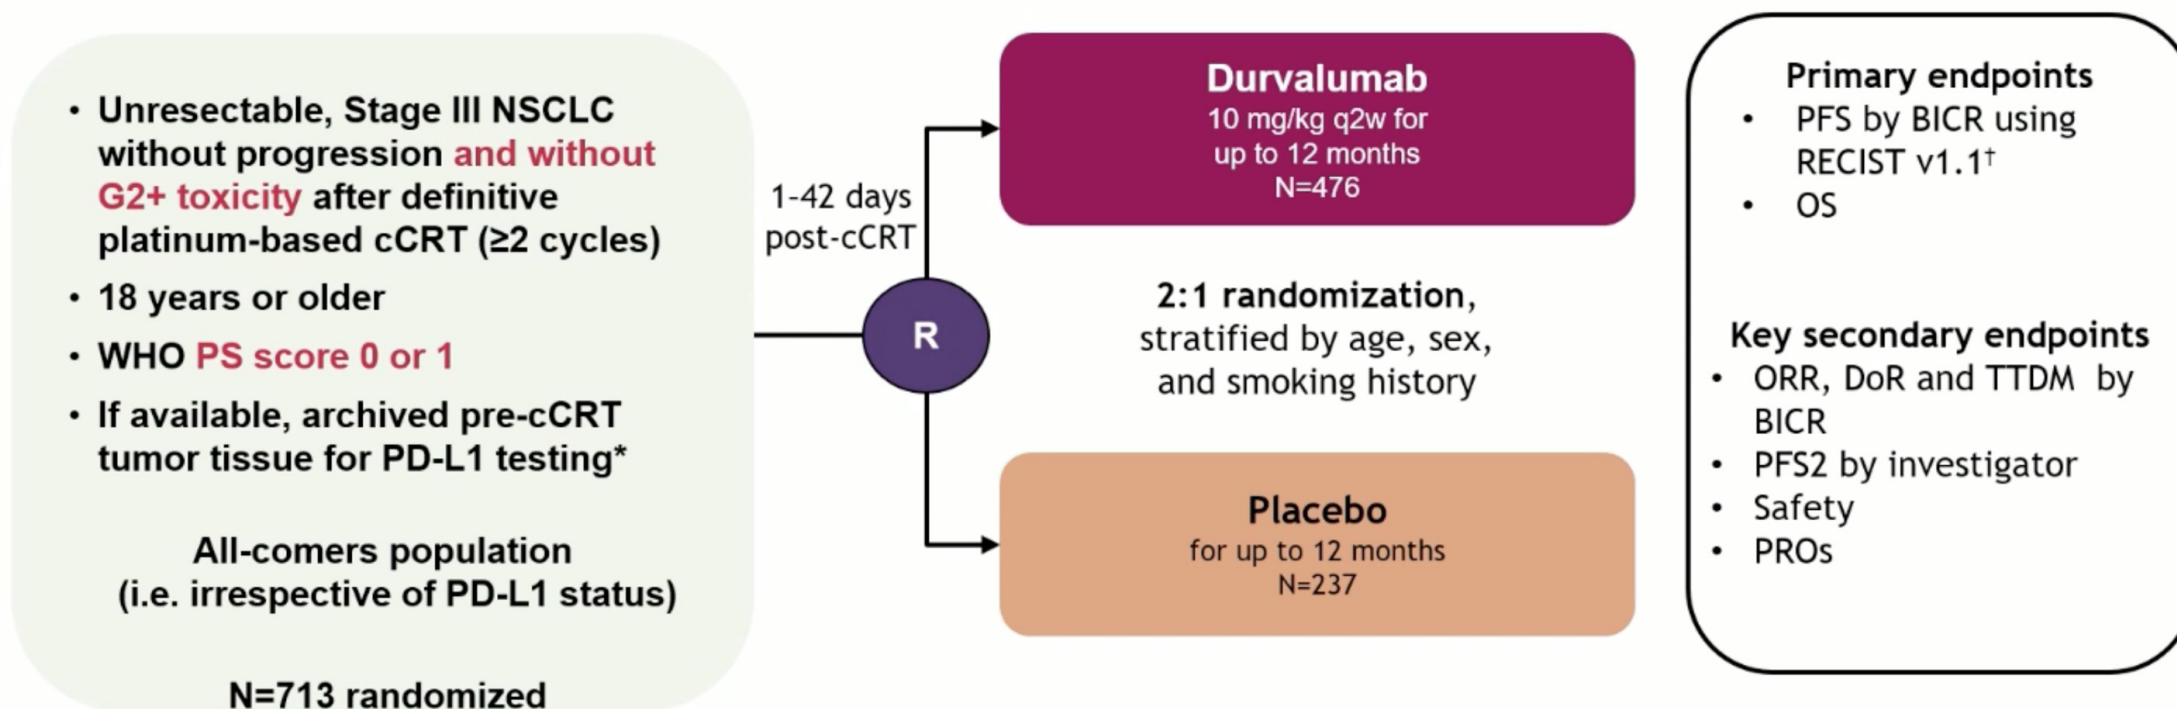 • Unresectable, Stage III NSCLC
without progression and without
G2+ toxicity after definitive
platinum-based cCRT (≥2 cycles)
• 18 years or older
• WHO PS score 0 or 1
• If available, archived pre-cCRT
tumor tissue for PD-L1 testing*
All-comers population
(i.e. irrespective of PD-L1 status)
N=713 randomized
1-42 days
post-cCRT
R
Durvalumab
10 mg/kg q2w for
up to 12 months
N=476
2:1 randomization,
stratified by age, sex,
and smoking history
Placebo
for up to 12 months
N=237
Primary endpoints
• PFS by BICR using
RECIST v1.1†
• OS
Key secondary endpoints
• ORR, DoR and TTDM by
BICR
• PFS2 by investigator
• Safety
• PROs